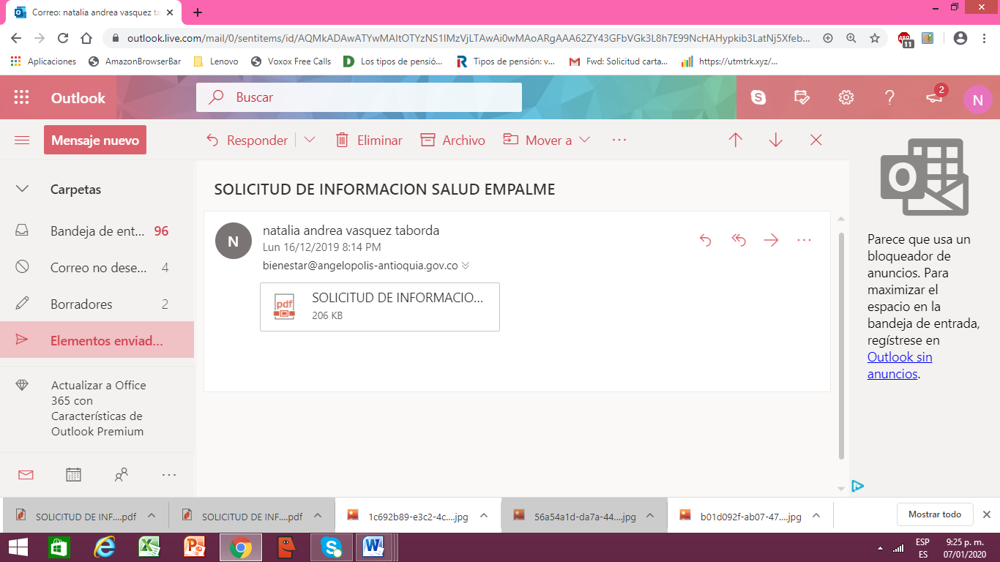 Correo: natalia andrea vasquez ta
outlook.live.com/mail/0/sentitems/id/AQMkADAwATYwMAItOTYzNS1lMzVjLTAwAi0wMAoARgAAA62ZY43GFbVGk3L8h7E99NcHAHypkib3LatNj5Xfeb...
11
Aplicaciones
AmazonBrowserBar
Lenovo
Voxox Free Calls
Los tipos de pensió...
Tipos de pensión: v...
Fwd: Solicitud carta...
https://utmtrk.xyz/...
Outlook
Buscar
2
N
Mensaje nuevo
Responder
Eliminar
Archivo
Mover a
Carpetas
Bandeja de ent... 96
Correo no dese... 4
Borradores 2
Elementos enviad...
Actualizar a Office
365 con
Características de
Outlook Premium
SOLICITUD DE INFORMACION SALUD EMPALME
N
natalia andrea vasquez taborda
Lun 16/12/2019 8:14 PM
bienestar@angelopolis-antioquia.gov.co
pdf
SOLICITUD DE INFORMACIO...
206 KB
Parece que usa un
bloqueador de
anuncios. Para
maximizar el
espacio en la
bandeja de entrada,
regístrese en
Outlook sin
anuncios.
SOLICITUD DE INF....pdf
SOLICITUD DE INF....pdf
1c692b89-e3c2-4c....jpg
56a54a1d-da7a-44....jpg
b01d092f-ab07-47....jpg
Mostrar todo
ESP
ES
9:25 p. m.
07/01/2020